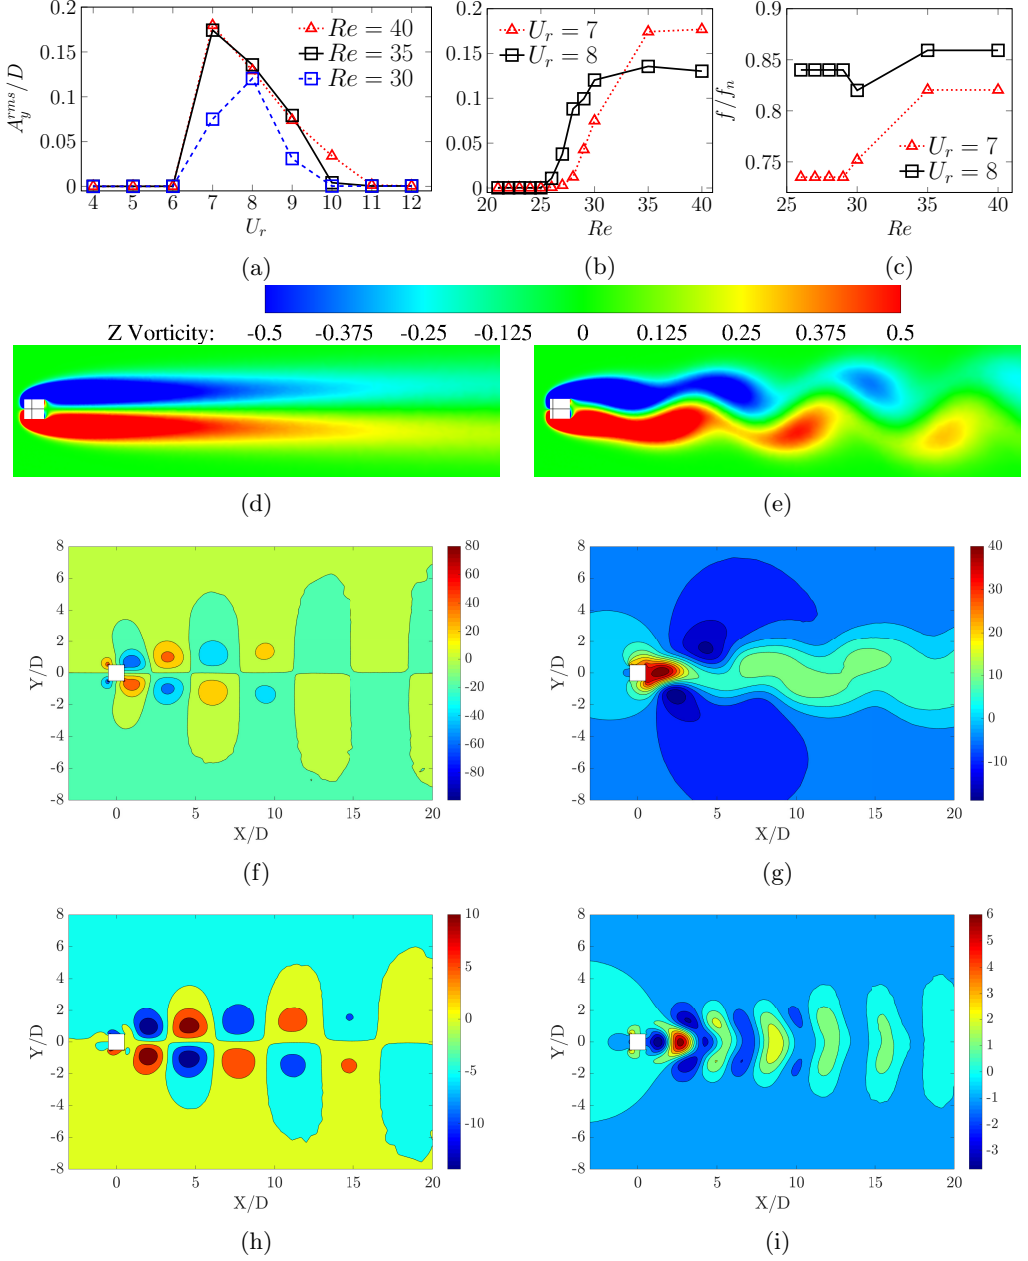 0.2
0.15
0.1
0.05
0
A_y^{rms}/D
Re = 40
Re = 35
Re = 30
4 5 6 7 8 9 10 11 12
U_r
(a)
0.2
0.15
0.1
0.05
0
U_r = 7
U_r = 8
20 25 30 35 40
Re
(b)
0.9
0.85
0.8
0.75
f/f_n
U_r = 7
U_r = 8
25 30 35 40
Re
(c)
Z Vorticity: -0.5 -0.375 -0.25 -0.125 0 0.125 0.25 0.375 0.5
(d)
(e)
8
6
4
2
0
-2
-4
-6
-8
Y/D
0 5 10 15 20
X/D
80
60
40
20
0
-20
-40
-60
-80
(f)
8
6
4
2
0
-2
-4
-6
-8
Y/D
0 5 10 15 20
X/D
40
30
20
10
0
-10
(g)
8
6
4
2
0
-2
-4
-6
-8
Y/D
0 5 10 15 20
X/D
10
5
0
-5
-10
(h)
8
6
4
2
0
-2
-4
-6
-8
Y/D
0 5 10 15 20
X/D
6
5
4
3
2
1
0
-1
-2
-3
(i)